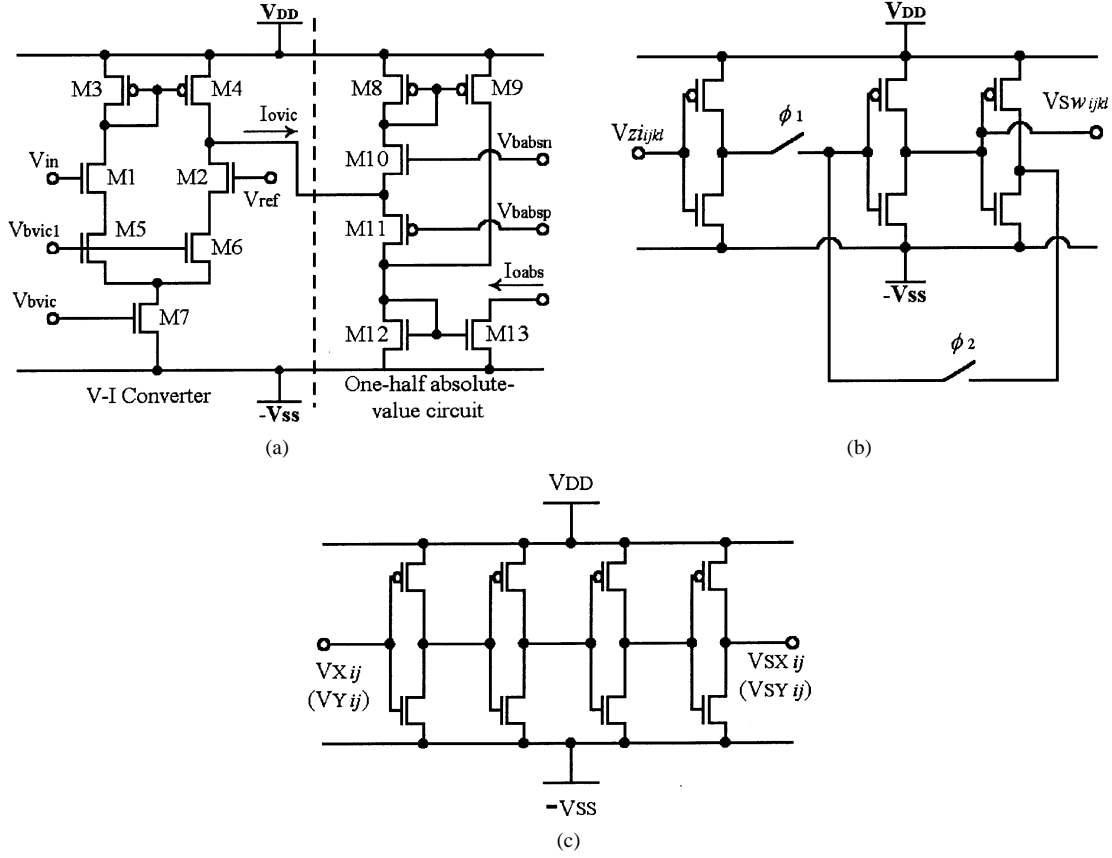 VDD
M3
M4
M8
M9
Iovic
Vbabsn
M10
Vin
M1
M2
Vref
Vbabsp
M11
Vbvic1
M5
M6
Ioabs
Vbvic
M7
M12
M13
V-I Converter
-Vss
One-half absolute-
value circuit
(a)
VDD
Vziijkl
ϕ1
VSwijkl
-Vss
ϕ2
(b)
VDD
VXij
(VYij)
VSXij
(VSYij)
-VSS
(c)